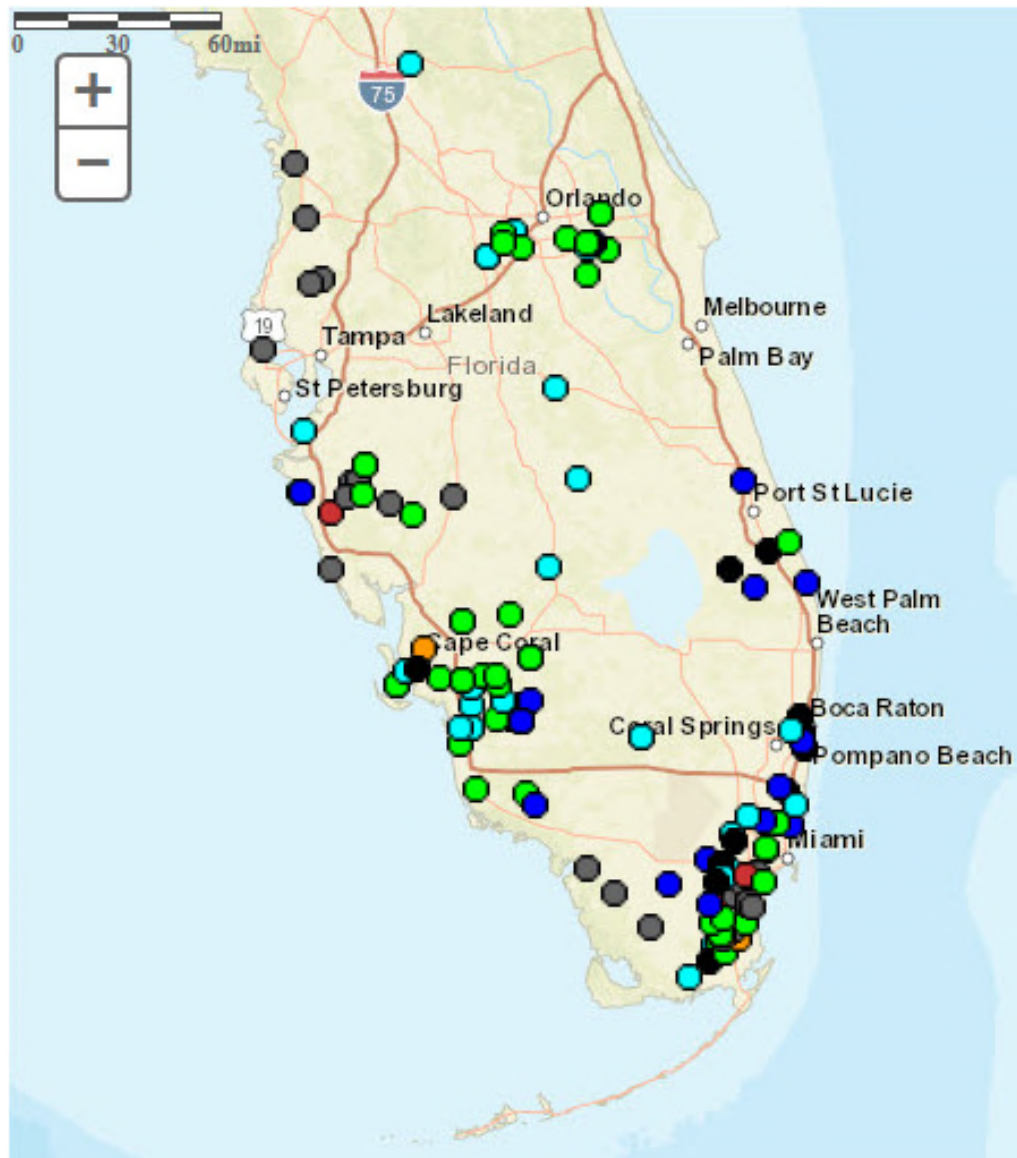 0 30 60mi
+
75
−
Orlando
Melbourne
Lakeland
19
Tampa
Palm Bay
Florida
St Petersburg
Port St Lucie
West Palm
Beach
Cape Coral
Boca Raton
Coral Springs
Pompano Beach
Miami